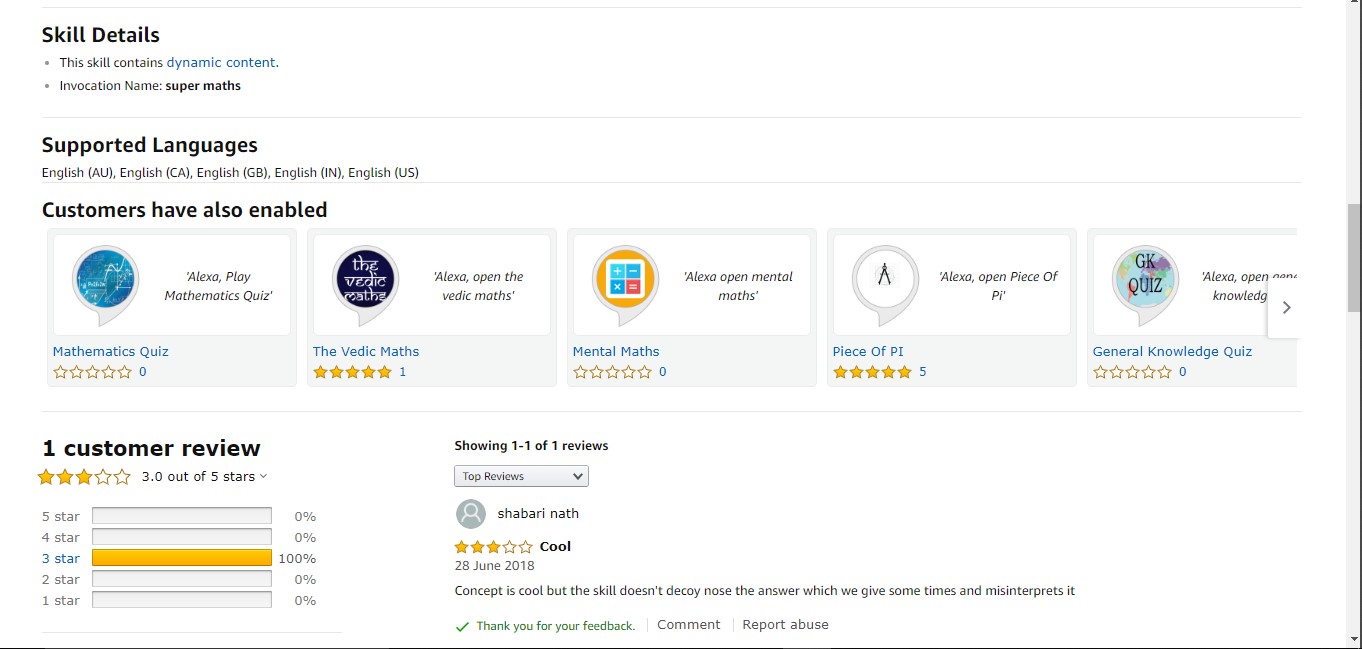 Skill Details
This skill contains dynamic content.
Invocation Name: super maths
Supported Languages
English (AU), English (CA), English (GB), English (IN), English (US)
Customers have also enabled
'Alexa, Play
Mathematics Quiz'
Mathematics Quiz
0
the
vedic
maths
'Alexa, open the
vedic maths'
The Vedic Maths
1
'Alexa open mental
maths'
Mental Maths
0
'Alexa, open Piece Of
Pi'
Piece Of PI
5
GK
QUIZ
'Alexa, open
General Knowledge Quiz
0
1 customer review
3.0 out of 5 stars
5 star 0%
4 star 0%
3 star 100%
2 star 0%
1 star 0%
Showing 1-1 of 1 reviews
Top Reviews
shabari nath
Cool
28 June 2018
Concept is cool but the skill doesn't decoy nose the answer which we give some times and misinterprets it
Thank you for your feedback. Comment Report abuse